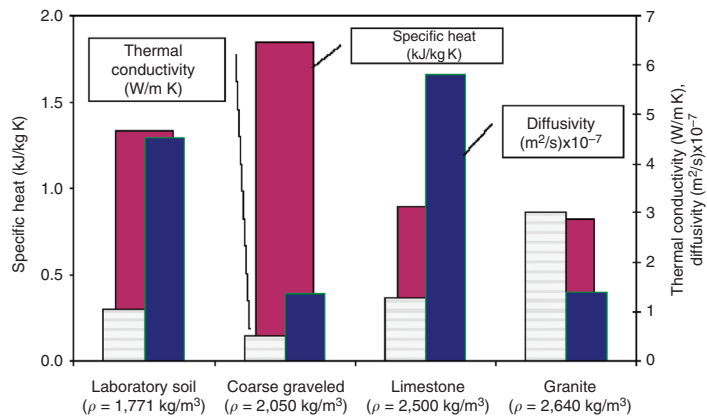 2.0
1.5
1.0
0.5
0.0
Specific heat (kJ/kg K)
Thermal
conductivity
(W/m K)
Specific heat
(kJ/kg K)
Diffusivity
(m²/s)x10⁻⁷
7
6
5
4
3
2
1
0
Thermal conductivity (W/m K),
diffusivity (m²/s)x10⁻⁷
Laboratory soil
(ρ = 1,771 kg/m³)
Coarse graveled
(ρ = 2,050 kg/m³)
Limestone
(ρ = 2,500 kg/m³)
Granite
(ρ = 2,640 kg/m³)